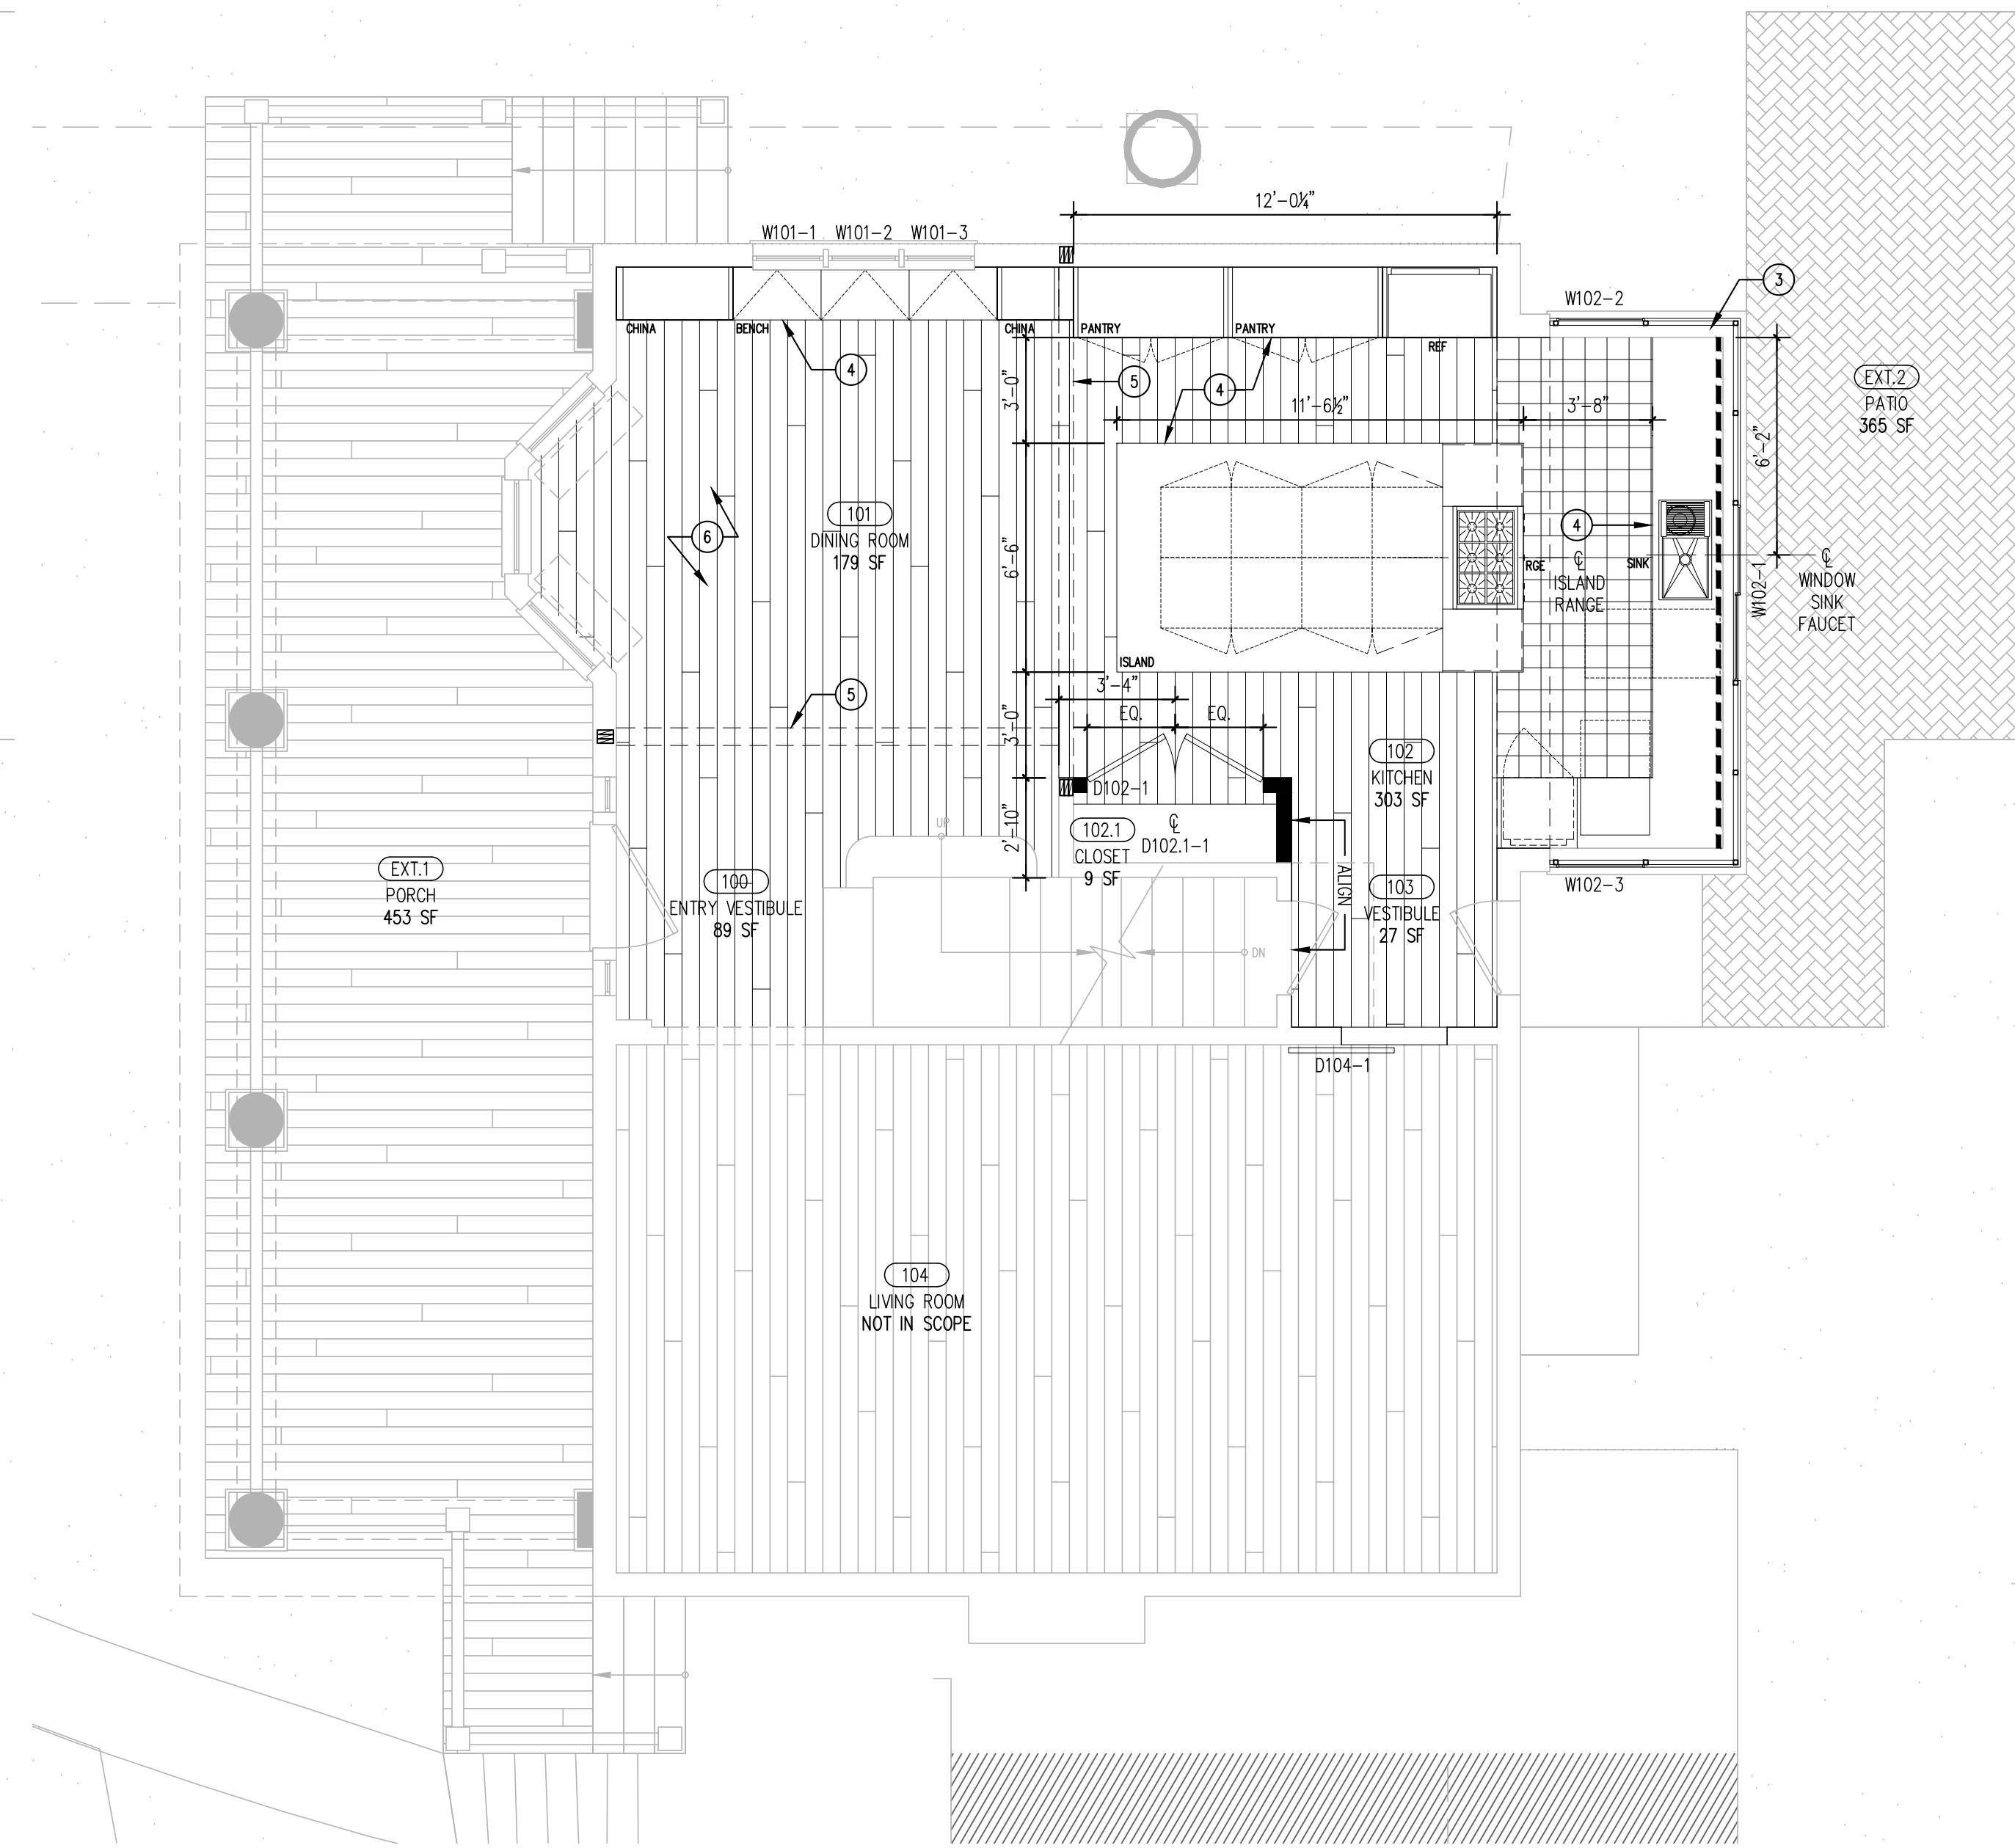 12'-0¼"
W101-1
W101-2
W101-3
W102-2
3
CHINA
BENCH
CHINA
PANTRY
PANTRY
REF
4
5
4
3'-0"
11'-6½"
3'-8"
6'-2"
EXT.2
PATIO
365 SF
101
DINING ROOM
179 SF
6
6'-6"
4
RGE
℄
ISLAND
RANGE
SINK
W102-1
℄
WINDOW
SINK
FAUCET
ISLAND
3'-4"
5
EQ.
EQ.
3'-0"
102
KITCHEN
303 SF
D102-1
2'-10"
UP
102.1
CLOSET
9 SF
℄
D102.1-1
ALIGN
EXT.1
PORCH
453 SF
100
ENTRY VESTIBULE
89 SF
103
VESTIBULE
27 SF
W102-3
DN
D104-1
104
LIVING ROOM
NOT IN SCOPE